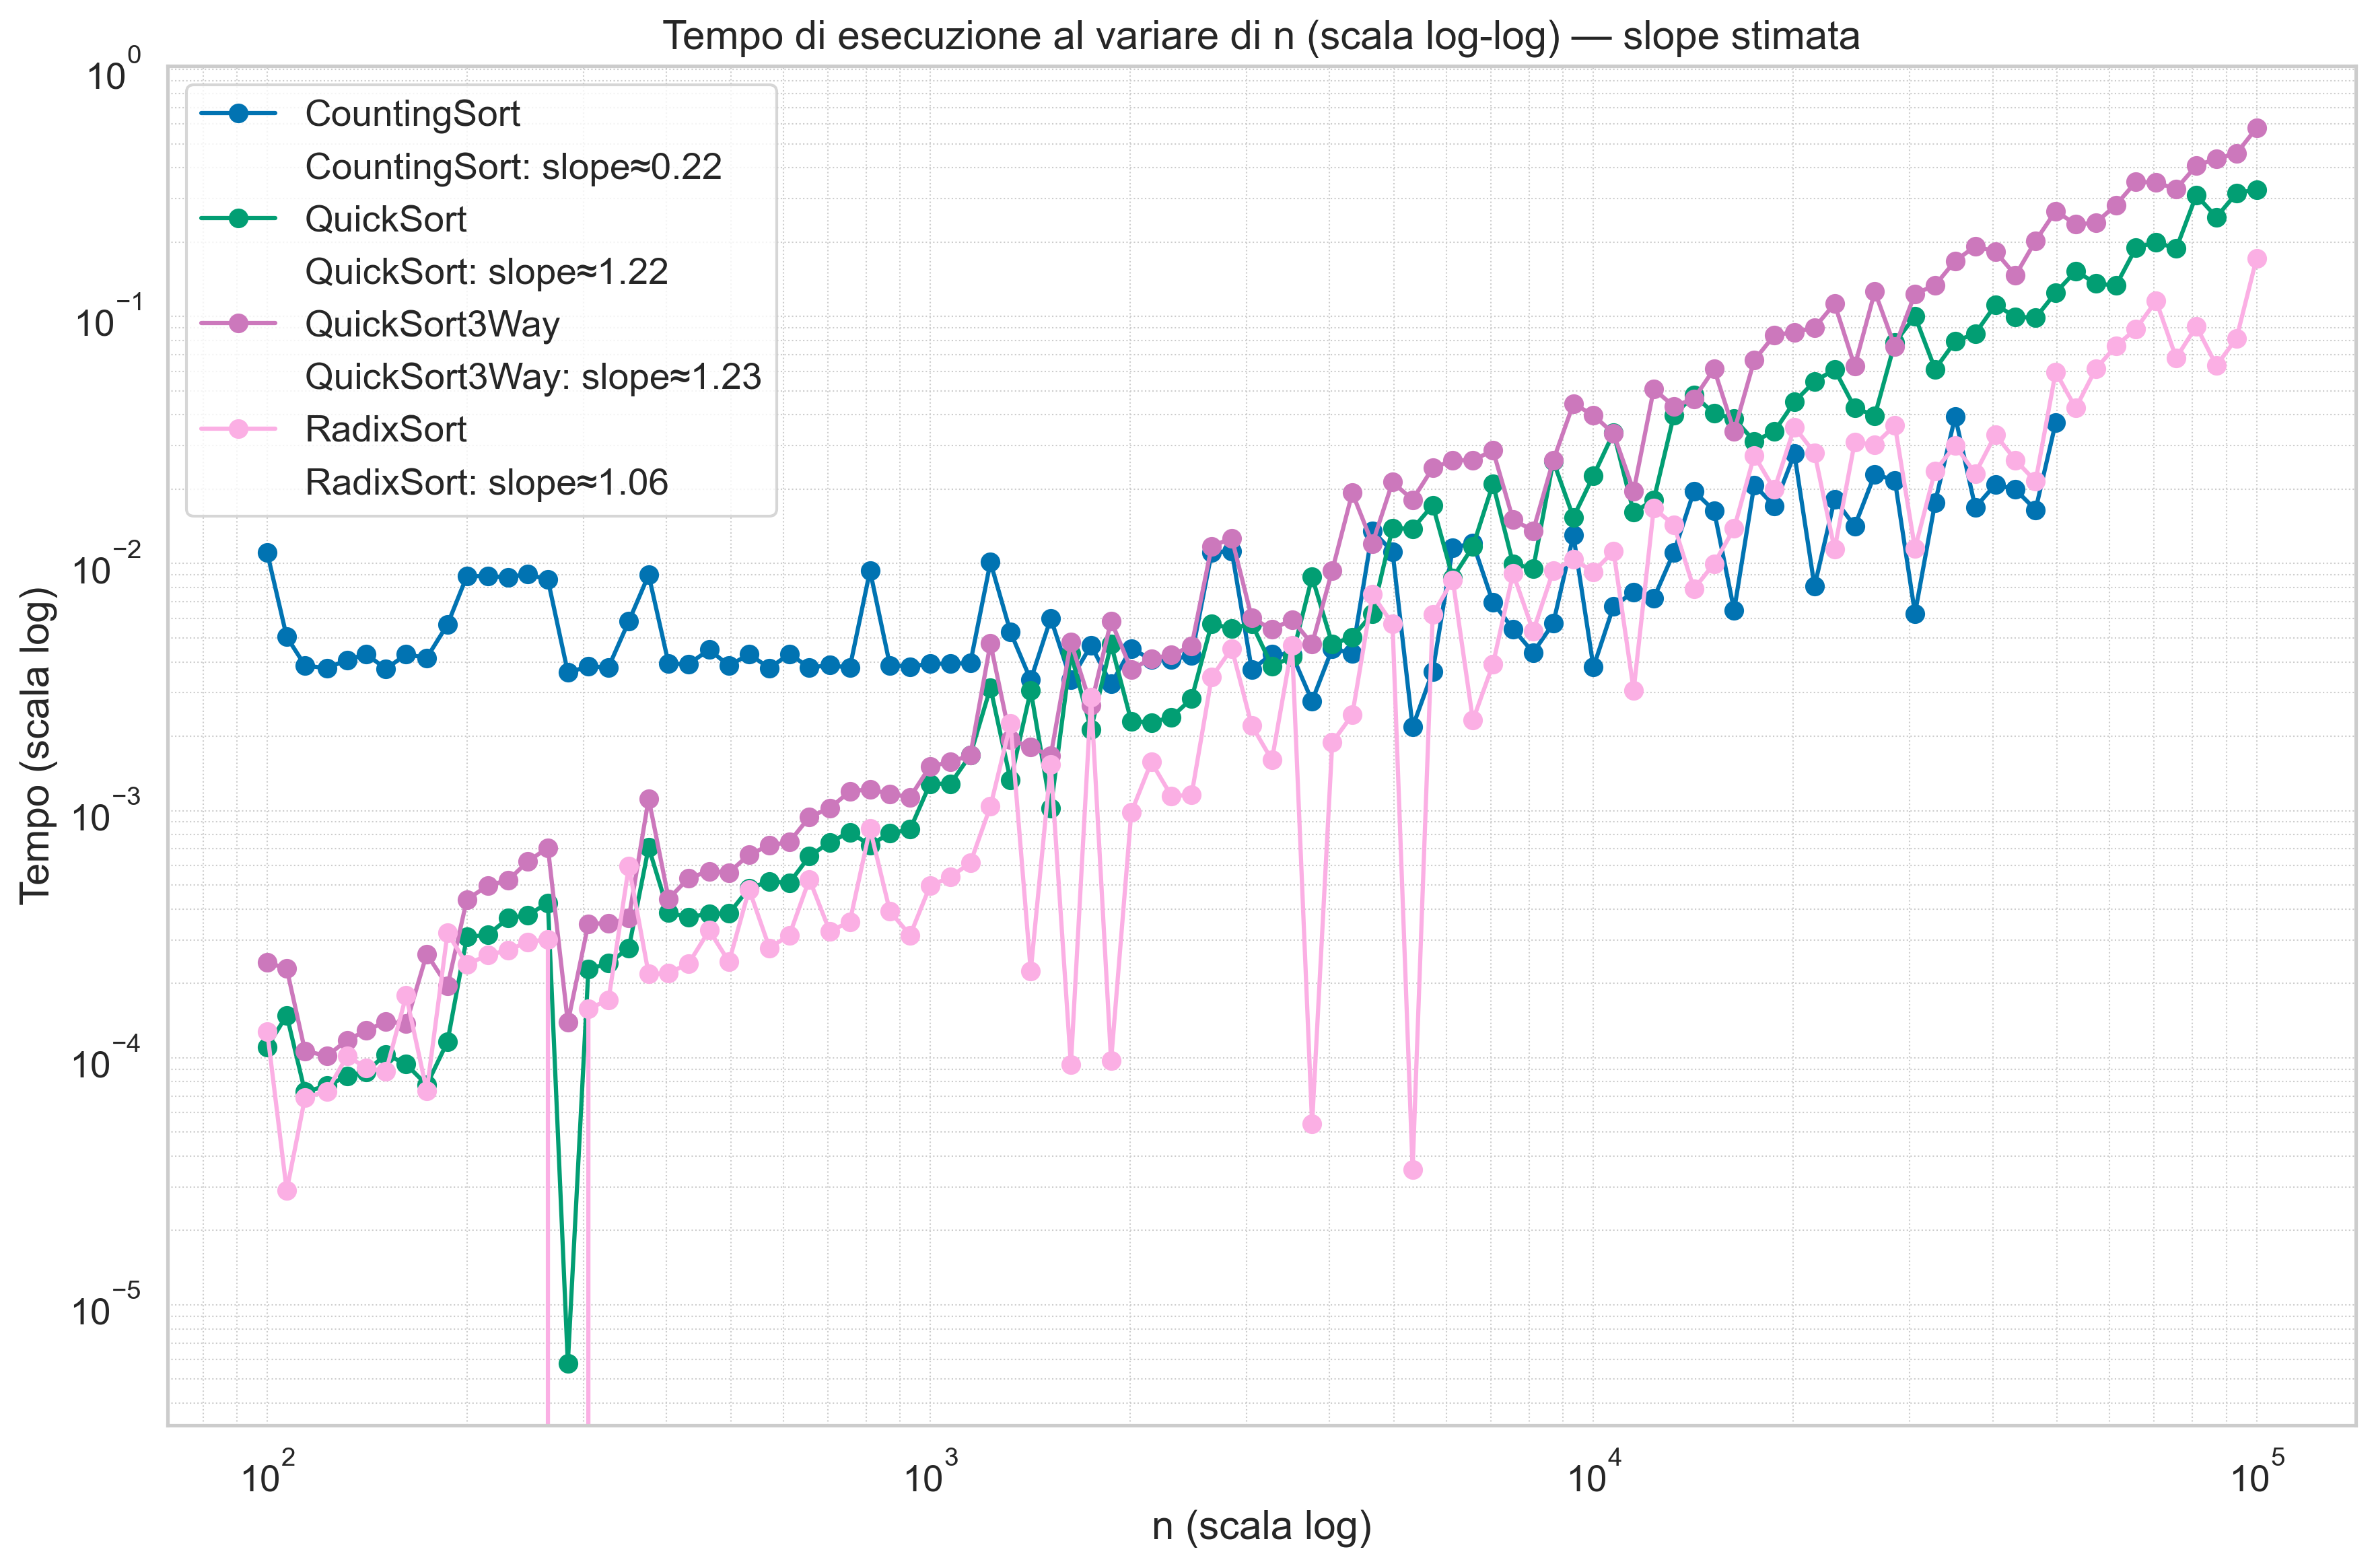 Tempo di esecuzione al variare di n (scala log-log) — slope stimata
10^0
10^−1
10^−2
10^−3
10^−4
10^−5
Tempo (scala log)
CountingSort
CountingSort: slope≈0.22
QuickSort
QuickSort: slope≈1.22
QuickSort3Way
QuickSort3Way: slope≈1.23
RadixSort
RadixSort: slope≈1.06
10^2
10^3
10^4
10^5
n (scala log)